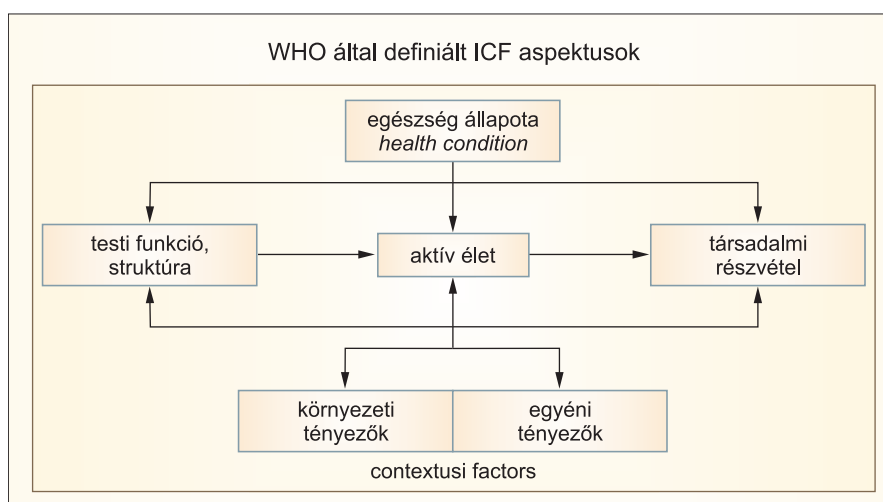 WHO által definiált ICF aspektusok
egészség állapota
health condition
testi funkció,
struktúra
aktív élet
társadalmi
részvétel
környezeti
tényezők
egyéni
tényezők
contextusi factors